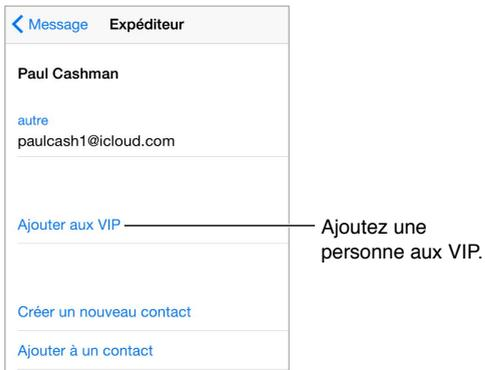 Message Expéditeur
Paul Cashman
autre
paulcash1@icloud.com
Ajouter aux VIP
Ajoutez une
personne aux VIP.
Créer un nouveau contact
Ajouter à un contact